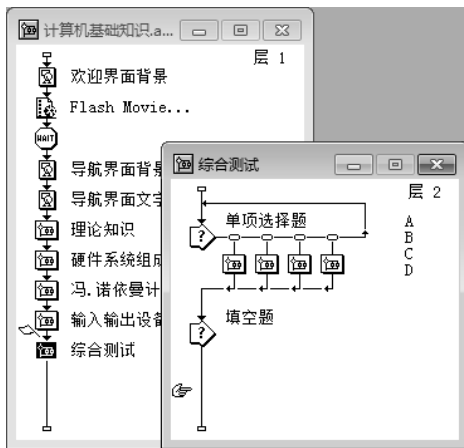 计算机基础知识.a...
层 1
欢迎界面背景
Flash Movie...
WAIT
导航界面背景
导航界面文字
理论知识
硬件系统组成
冯.诺依曼计
输入输出设备
综合测试
综合测试
层 2
单项选择题
A
B
C
D
填空题